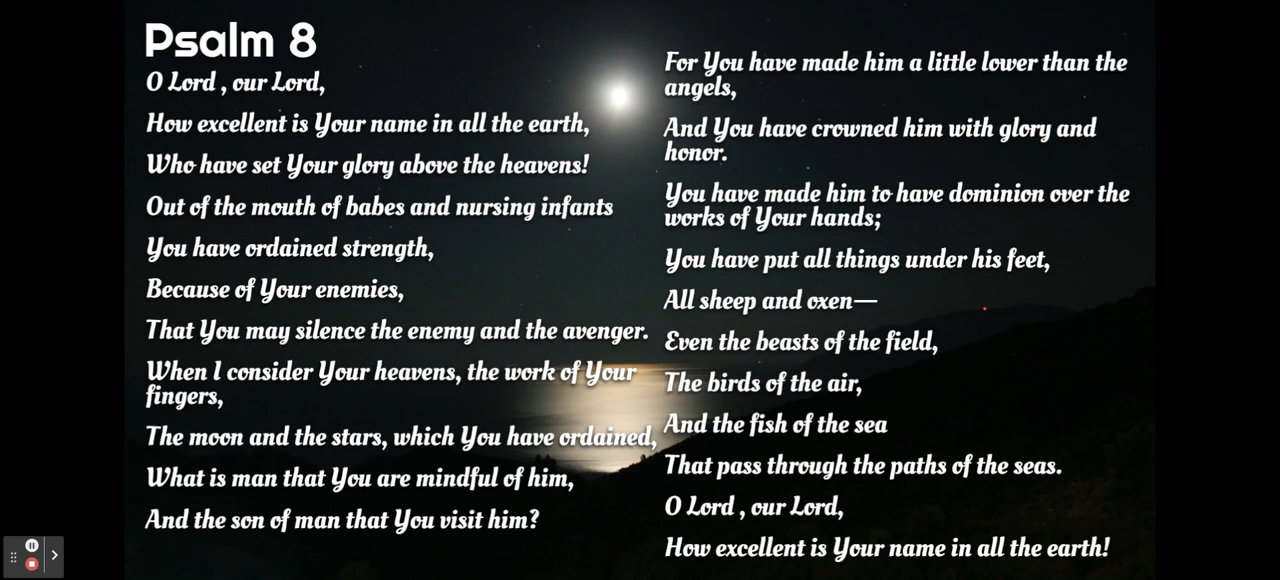 Psalm 8
O Lord , our Lord,
How excellent is Your name in all the earth,
Who have set Your glory above the heavens!
Out of the mouth of babes and nursing infants
You have ordained strength,
Because of Your enemies,
That You may silence the enemy and the avenger.
When I consider Your heavens, the work of Your
fingers,
The moon and the stars, which You have ordained,
What is man that You are mindful of him,
And the son of man that You visit him?
For You have made him a little lower than the
angels,
And You have crowned him with glory and
honor.
You have made him to have dominion over the
works of Your hands;
You have put all things under his feet,
All sheep and oxen—
Even the beasts of the field,
The birds of the air,
And the fish of the sea
That pass through the paths of the seas.
O Lord , our Lord,
How excellent is Your name in all the earth!